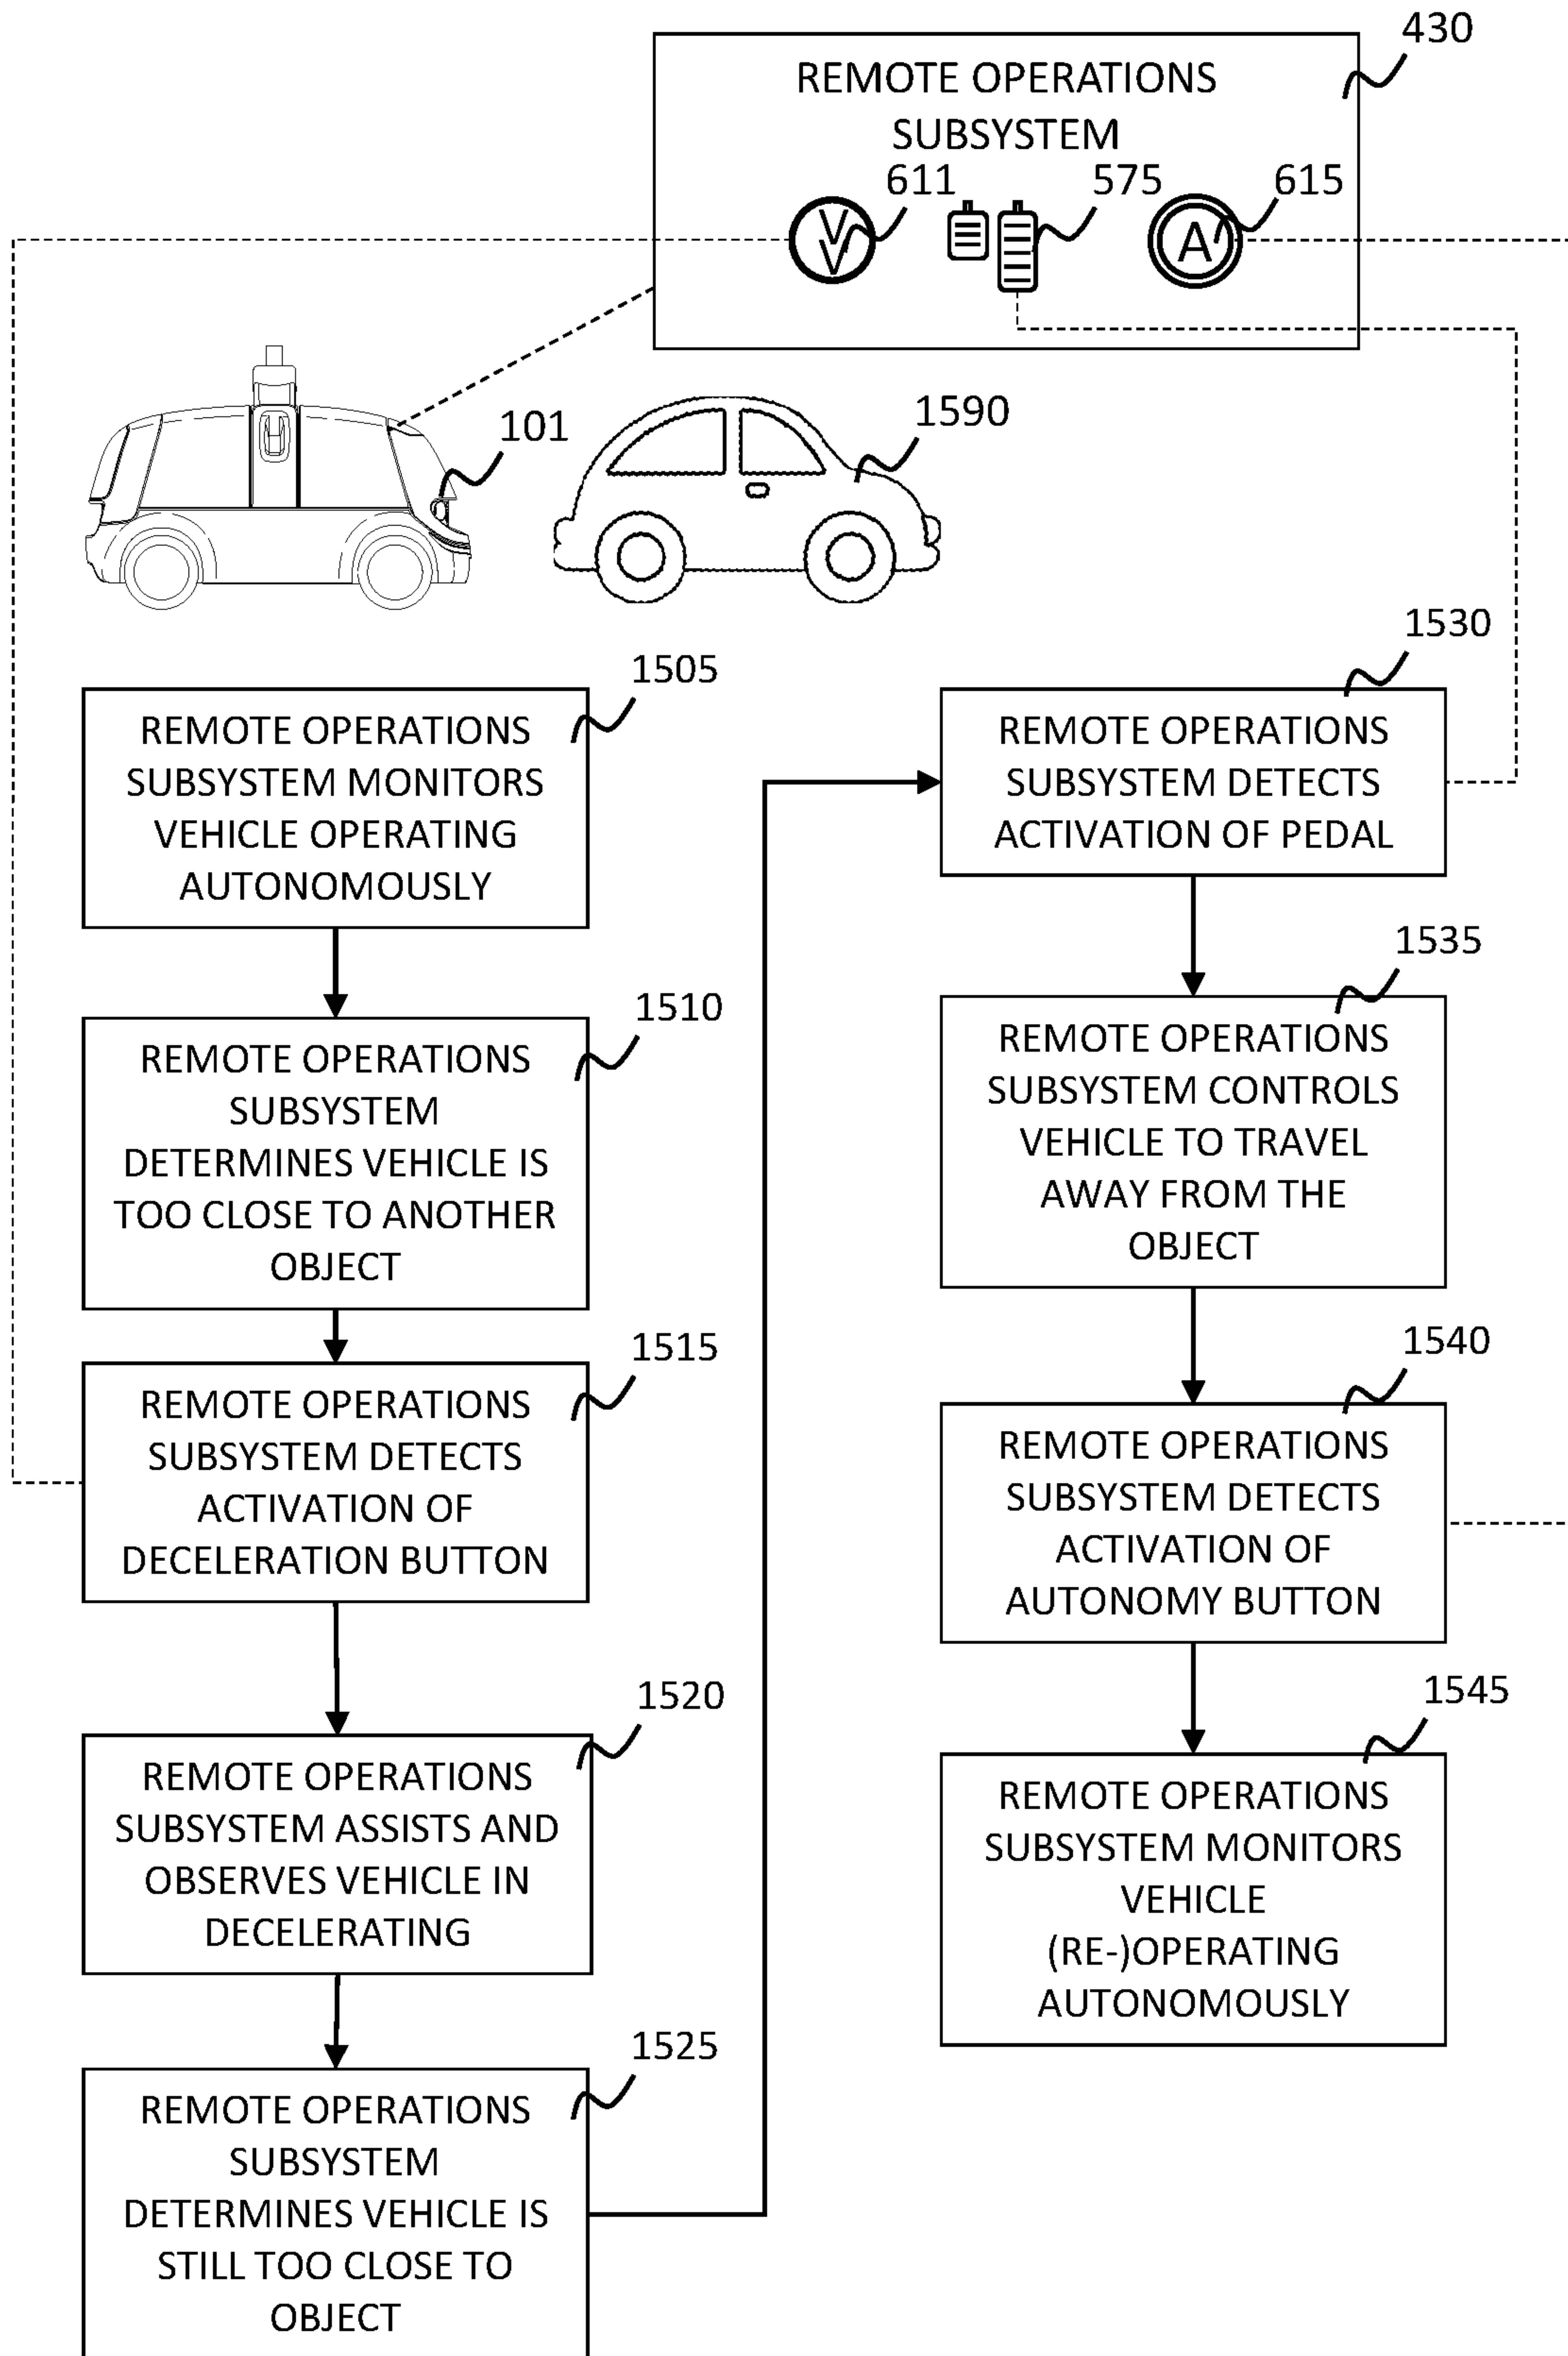 430
REMOTE OPERATIONS
SUBSYSTEM
611
575
615
V
V
A
101
1590
1505
REMOTE OPERATIONS
SUBSYSTEM MONITORS
VEHICLE OPERATING
AUTONOMOUSLY
1510
REMOTE OPERATIONS
SUBSYSTEM
DETERMINES VEHICLE IS
TOO CLOSE TO ANOTHER
OBJECT
1515
REMOTE OPERATIONS
SUBSYSTEM DETECTS
ACTIVATION OF
DECELERATION BUTTON
1520
REMOTE OPERATIONS
SUBSYSTEM ASSISTS AND
OBSERVES VEHICLE IN
DECELERATING
1525
REMOTE OPERATIONS
SUBSYSTEM
DETERMINES VEHICLE IS
STILL TOO CLOSE TO
OBJECT
1530
REMOTE OPERATIONS
SUBSYSTEM DETECTS
ACTIVATION OF PEDAL
1535
REMOTE OPERATIONS
SUBSYSTEM CONTROLS
VEHICLE TO TRAVEL
AWAY FROM THE
OBJECT
1540
REMOTE OPERATIONS
SUBSYSTEM DETECTS
ACTIVATION OF
AUTONOMY BUTTON
1545
REMOTE OPERATIONS
SUBSYSTEM MONITORS
VEHICLE
(RE-)OPERATING
AUTONOMOUSLY